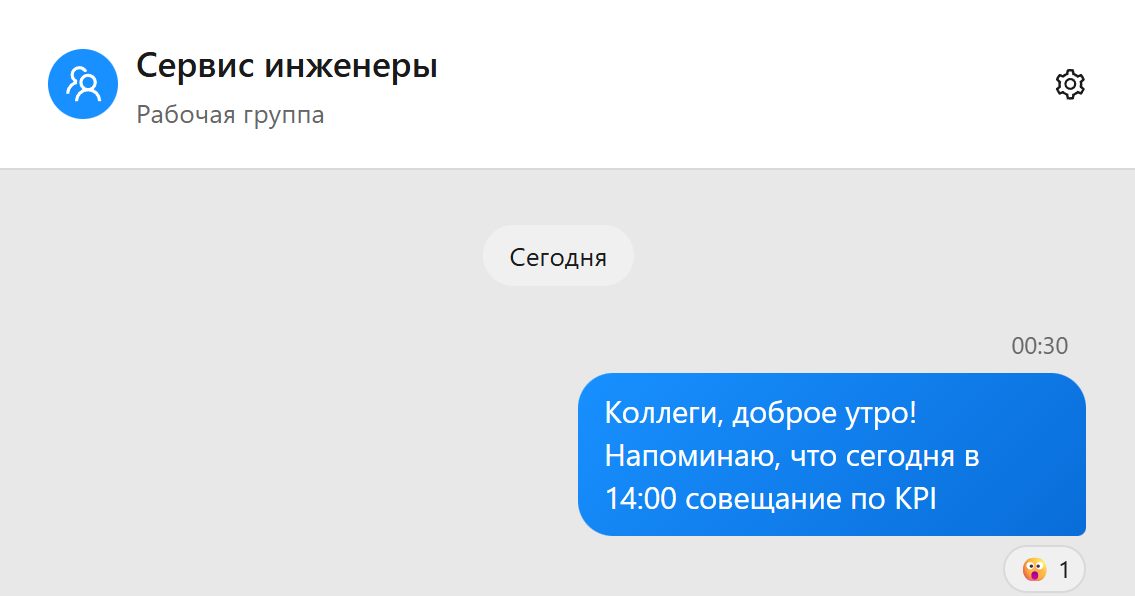 Сервис инженеры
Рабочая группа
Сегодня
00:30
Коллеги, доброе утро!
Напоминаю, что сегодня в
14:00 совещание по KPI
1